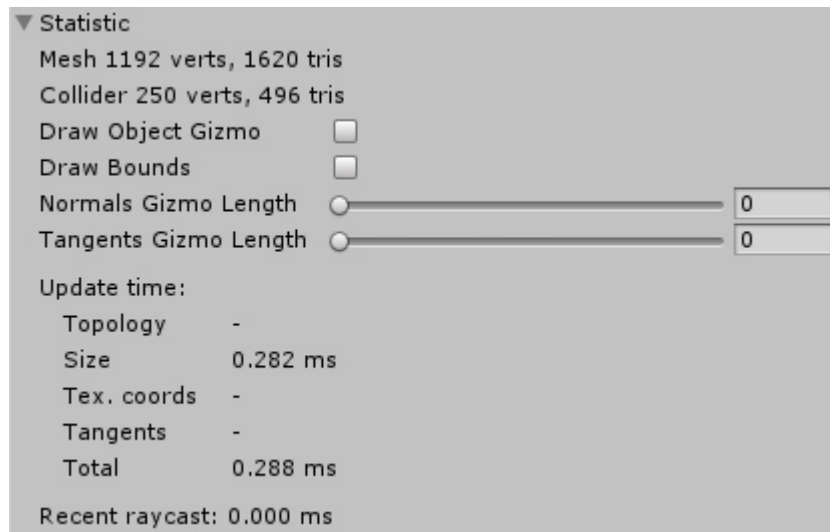 Statistic
Mesh 1192 verts, 1620 tris
Collider 250 verts, 496 tris
Draw Object Gizmo
Draw Bounds
Normals Gizmo Length 0
Tangents Gizmo Length 0
Update time:
Topology -
Size 0.282 ms
Tex. coords -
Tangents -
Total 0.288 ms
Recent raycast: 0.000 ms